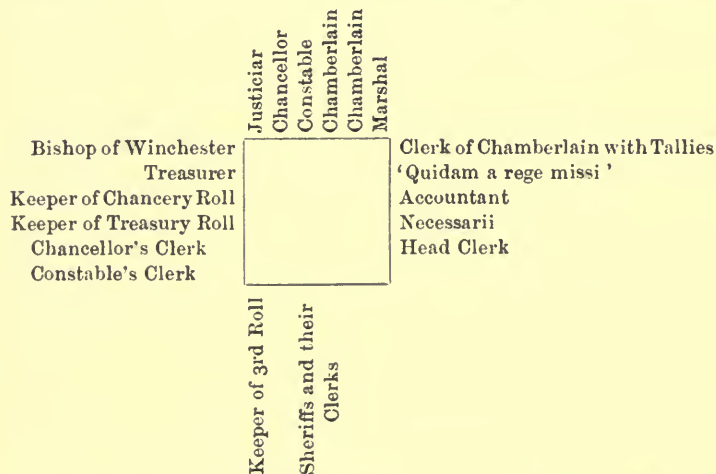 Justiciar
Chancellor
Constable
Chamberlain
Chamberlain
Marshal
Bishop of Winchester
Treasurer
Keeper of Chancery Roll
Keeper of Treasury Roll
Chancellor's Clerk
Constable's Clerk
Clerk of Chamberlain with Tallies
'Quidam a rege missi'
Accountant
Necessarii
Head Clerk
Keeper of 3rd Roll
Sheriffs and their
Clerks